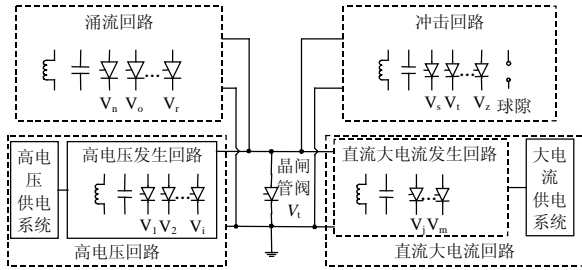 涌流回路
Vn Vo Vr
冲击回路
Vs Vt Vz 球隙
高电
压
供电
系统
高电压发生回路
V1 V2 Vi
高电压回路
晶闸
管阀
Vt
直流大电流发生回路
Vj Vm
直流大电流回路
大电
流
供电
系统